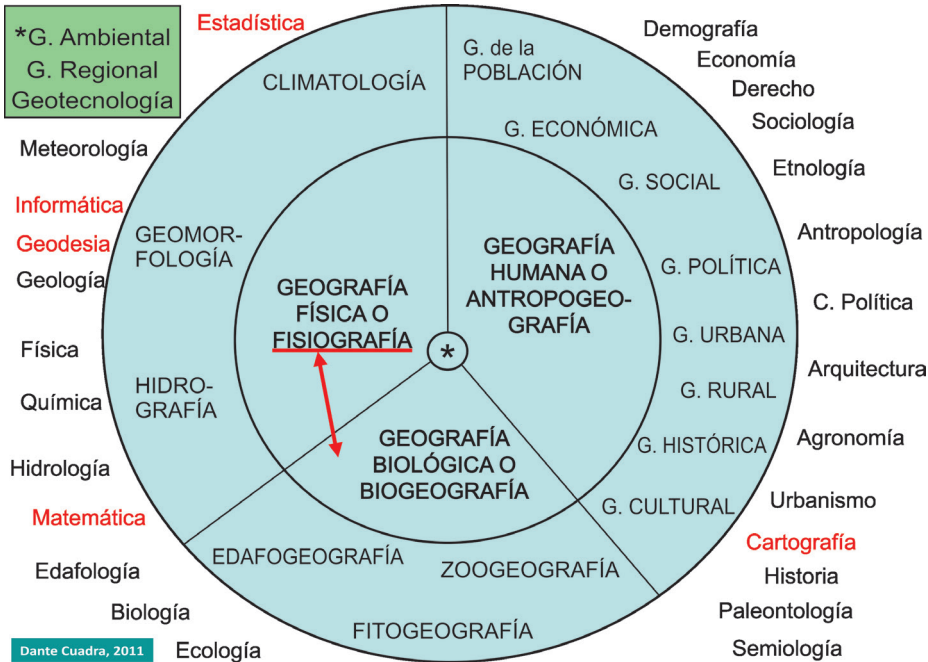 *G. Ambiental
G. Regional
Geotecnología
Estadística
Meteorología
Informática
Geodesia
Geología
Física
Química
Hidrología
Matemática
Edafología
Biología
Ecología
CLIMATOLOGÍA
GEOMOR-
FOLOGÍA
HIDRO-
GRAFÍA
GEOGRAFÍA
FÍSICA O
FISIOGRAFÍA
*
GEOGRAFÍA
HUMANA O
ANTROPOGEO-
GRAFÍA
GEOGRAFÍA
BIOLÓGICA O
BIOGEOGRAFÍA
EDAFOGEOGRAFÍA
ZOOGEOGRAFÍA
FITOGEOGRAFÍA
G. de la
POBLACIÓN
G. ECONÓMICA
G. SOCIAL
G. POLÍTICA
G. URBANA
G. RURAL
G. HISTÓRICA
G. CULTURAL
Demografía
Economía
Derecho
Sociología
Etnología
Antropología
C. Política
Arquitectura
Agronomía
Urbanismo
Cartografía
Historia
Paleontología
Semiología
Dante Cuadra, 2011